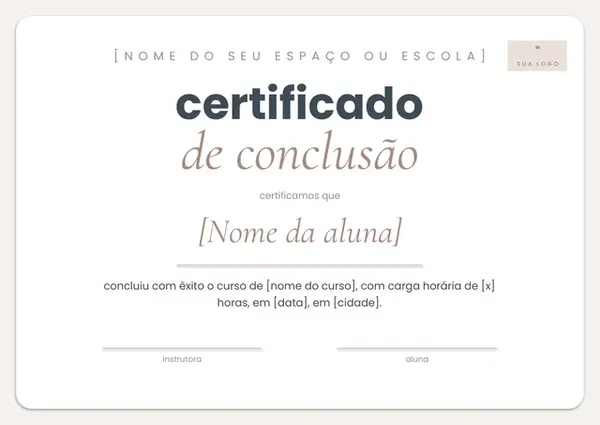 [NOME DO SEU ESPAÇO OU ESCOLA]
SUA LOGO
certificado
de conclusão
certificamos que
[Nome da aluna]
concluiu com êxito o curso de [nome do curso], com carga horária de [x]
horas, em [data], em [cidade].
instrutora
aluna